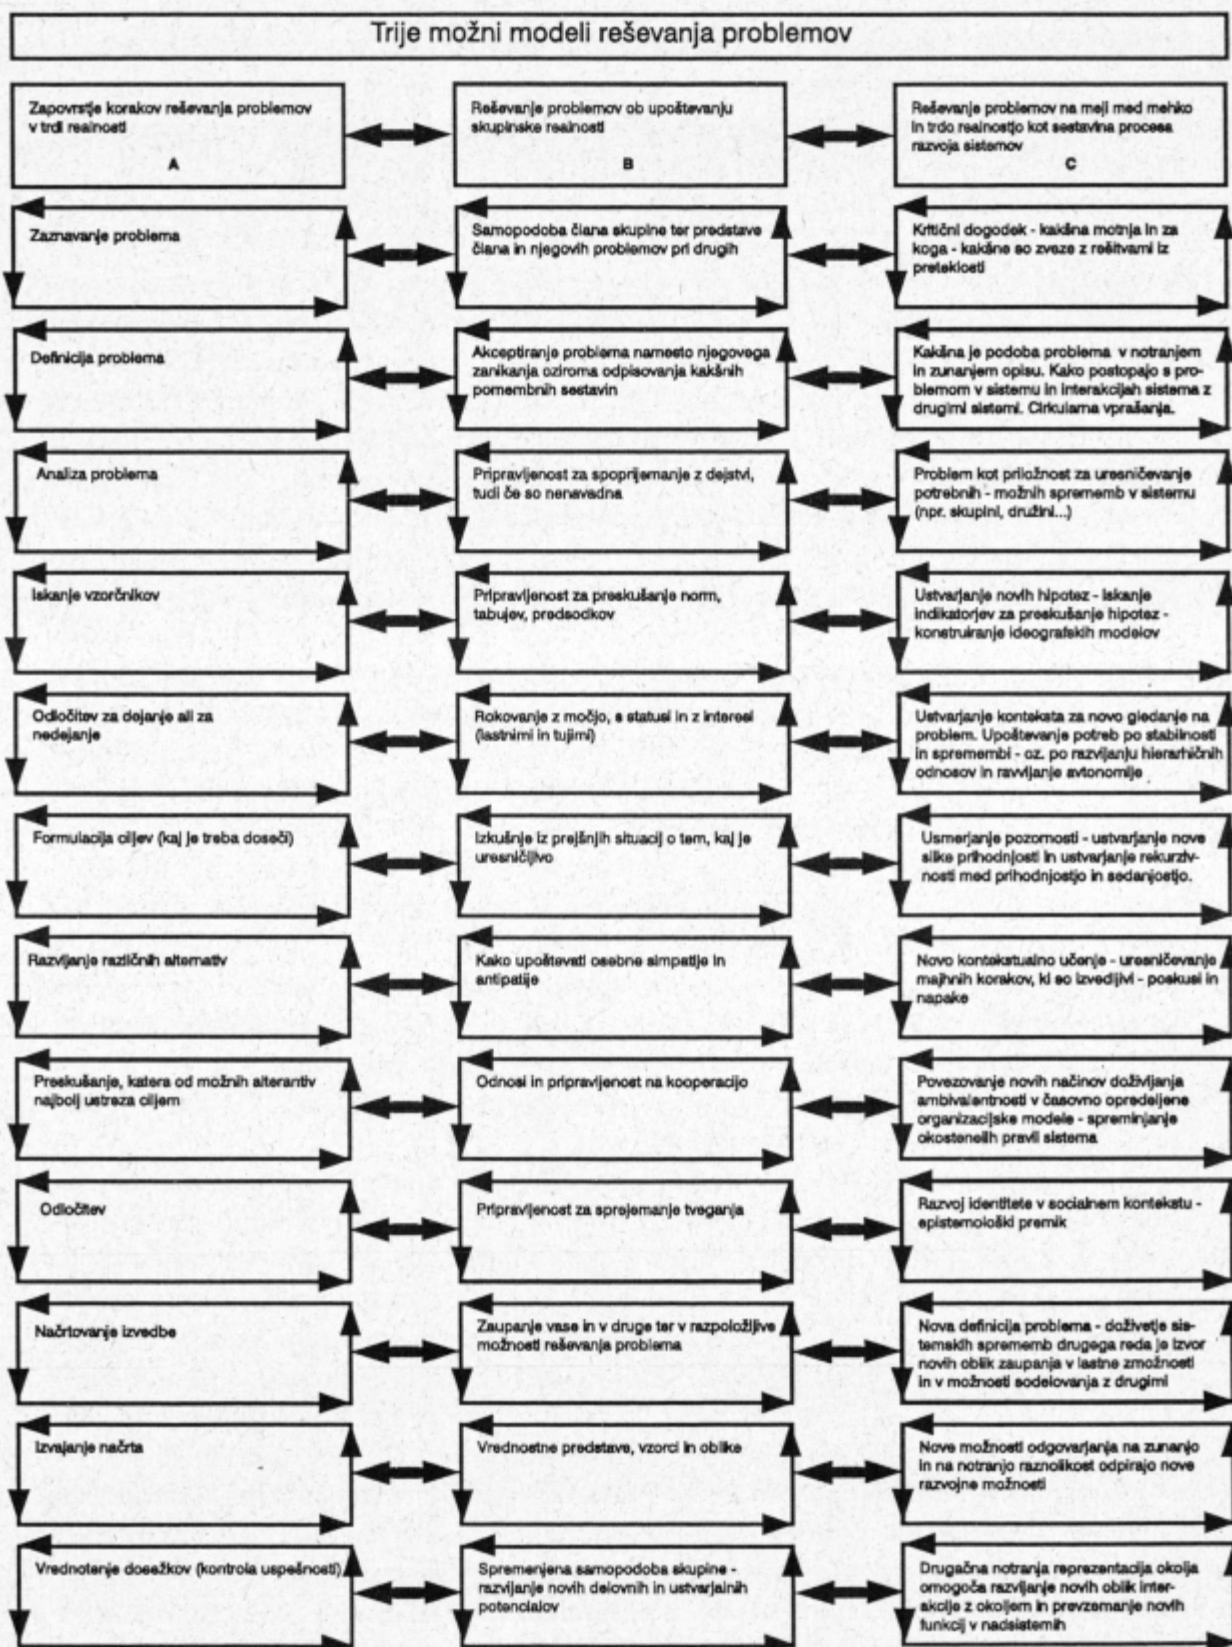 Trije možni modeli reševanja problemov
Zapovrstje korakov reševanja problemov
v trdi realnosti
A
Reševanje problemov ob upoštevanju
skupinske realnosti
B
Reševanje problemov na meji med mehko
in trdo realnostjo kot sestavina procesa
razvoja sistemov
C
Zaznavanje problema
Samopodoba člana skupine ter predstave
člana in njegovih problemov pri drugih
Kritični dogodek - kakšna motnja in za
koga - kakšne so zveze z rešitvami iz
preteklosti
Definicija problema
Akceptiranje problema namesto njegovega
zanikanja oziroma odpisovanja kakšnih
pomembnih sestavin
Kakšna je podoba problema v notranjem
in zunanjem opisu. Kako postopajo s pro-
blemom v sistemu in interakcijah sistema z
drugimi sistemi. Cirkularna vprašanja.
Analiza problema
Pripravljenost za spoprijemanje z dejstvi,
tudi če so nenavadna
Problem kot priložnost za uresničevanje
potrebnih - možnih sprememb v sistemu
(npr. skupini, družini...)
Iskanje vzorčnikov
Pripravljenost za preskušanje norm,
tabujev, predsodkov
Ustvarjanje novih hipotez - iskanje
indikatorjev za preskušanje hipotez -
konstruiranje ideografskih modelov
Odločitev za dejanje ali za
nedejanje
Rokovanje z močjo, s statusi in z interesi
(lastnimi in tujimi)
Ustvarjanje konteksta za novo gledanje na
problem. Upoštevanje potreb po stabilnosti
in spremembi - oz. po razvijanju hierarhičnih
odnosov in ravvijanje avtonomije
Formulacija ciljev (kaj je treba doseči)
Izkušnje iz prejšnjih situacij o tem, kaj je
uresničljivo
Usmerjanje pozornosti - ustvarjanje nove
slike prihodnjosti in ustvarjanje rekurziv-
nosti med prihodnjostjo in sedanjostjo.
Razvijanje različnih alternativ
Kako upoštevati osebne simpatije in
antipatije
Novo kontekstualno učenje - uresničevanje
majhnih korakov, ki so izvedljivi - poskusi in
napake
Preskušanje, katera od možnih alterantiv
najbolj ustreza ciljem
Odnosi in pripravljenost na kooperacijo
Povezovanje novih načinov doživljanja
ambivalentnosti v časovno opredeljene
organizacijske modele - spreminjanje
okostenelih pravil sistema
Odločitev
Pripravljenost za sprejemanje tveganja
Razvoj identitete v socialnem kontekstu -
epistemološki premik
Načrtovanje izvedbe
Zaupanje vase in v druge ter v razpoložljive
možnosti reševanja problema
Nova definicija problema - doživetje sis-
temskih sprememb drugega reda je izvor
novih oblik zaupanja v lastne zmožnosti
in v možnosti sodelovanja z drugimi
Izvajanje načrta
Vrednostne predstave, vzorci in oblike
Nove možnosti odgovarjanja na zunanjo
in na notranjo raznolikost odpirajo nove
razvojne možnosti
Vrednotenje dosežkov (kontrola uspešnosti)
Spremenjena samopodoba skupine -
razvijanje novih delovnih in ustvarjalnih
potencialov
Drugačna notranja reprezentacija okolja
omogoča razvijanje novih oblik inter-
akcije z okoljem in prevzemanje novih
funkcij v nadsistemih